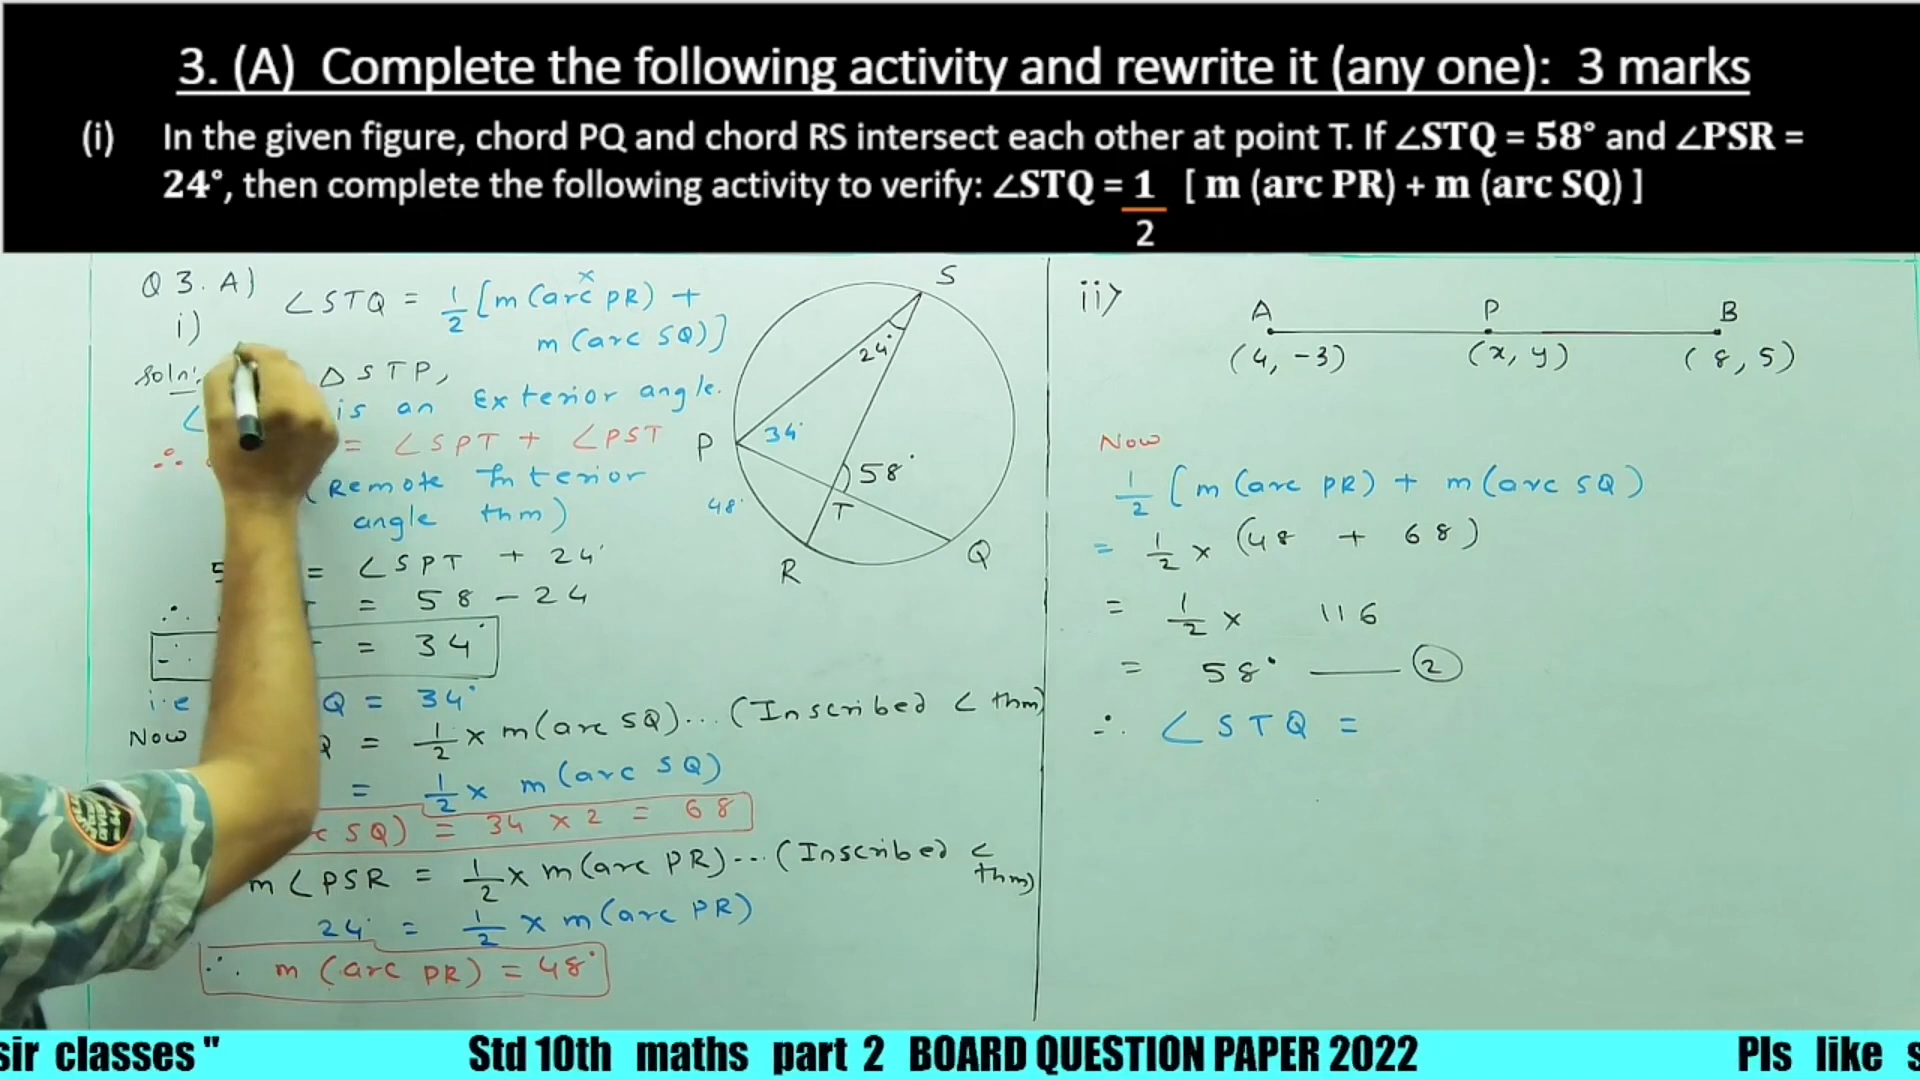 3. (A) Complete the following activity and rewrite it (any one): 3 marks
(i) In the given figure, chord PQ and chord RS intersect each other at point T. If ∠STQ = 58° and ∠PSR =
24°, then complete the following activity to verify: ∠STQ = 1/2 [ m (arc PR) + m (arc SQ) ]
Q 3. A)
i)
∠STQ = 1/2 [m (arc PR) +
m (arc SQ)]
x
Soln:
△ STP,
∠ is an Exterior angle.
∴ = ∠SPT + ∠PST
(Remote Interior
angle thm)
5 = ∠SPT + 24°
∴ = 58 - 24
∴ = 34°
i.e Q = 34°
Now = 1/2 x m(arc SQ)... (Inscribed ∠ thm)
= 1/2 x m (arc SQ)
SQ) = 34 x 2 = 68
m ∠PSR = 1/2 x m(arc PR)... (Inscribed ∠
thm)
24° = 1/2 x m(arc PR)
∴ m (arc PR) = 48°
S
24°
P
34°
58°
48°
T
R
Q
ii)
A P B
(4, -3) (x, y) (8, 5)
Now
1/2 [m (arc PR) + m(arc SQ)
= 1/2 x (48 + 68)
= 1/2 x 116
= 58° —— 2
∴ ∠STQ =
sir classes " Std 10th maths part 2 BOARD QUESTION PAPER 2022 Pls like